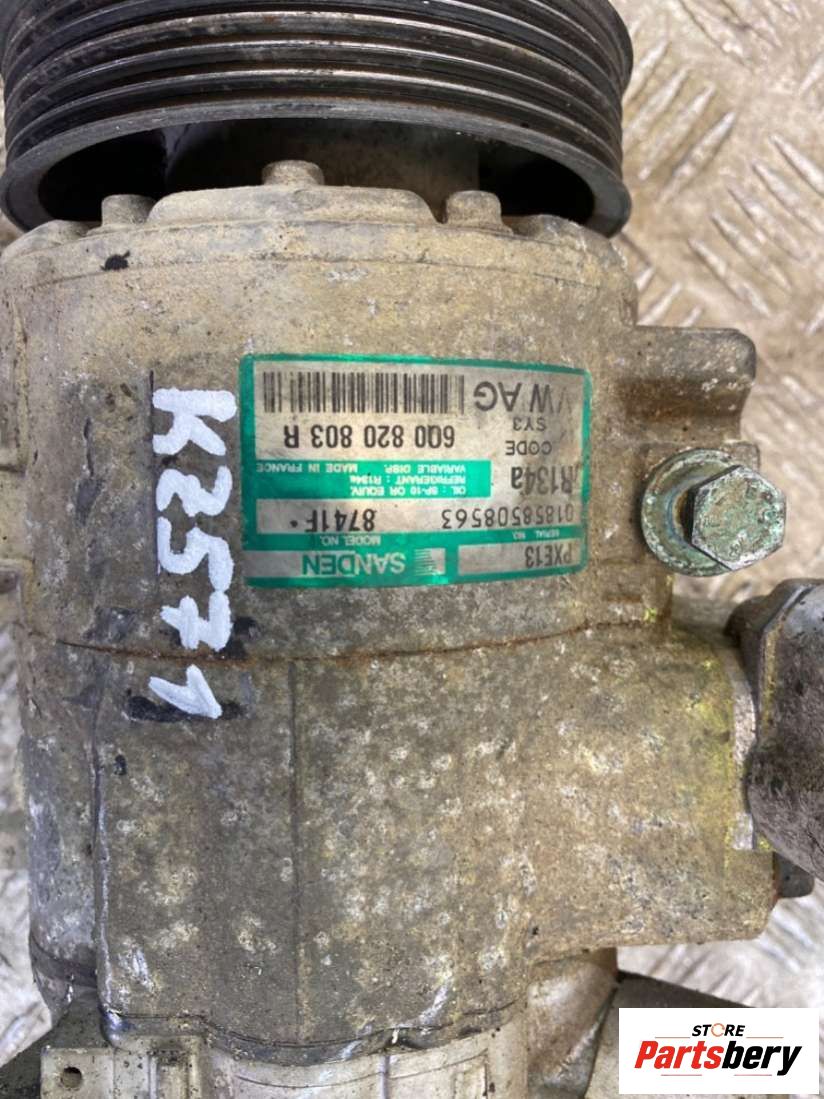 SANDEN
PXE13
MODEL NO.
8741F
SERIAL NO.
01858508563
OIL : SP-10 OR EQUIV.
REFRIGERANT : R134a
VARIABLE DISP. MADE IN FRANCE
R134a
6Q0 820 803 R
CODE
SY3
VW AG
K2571
STORE
Partsbery